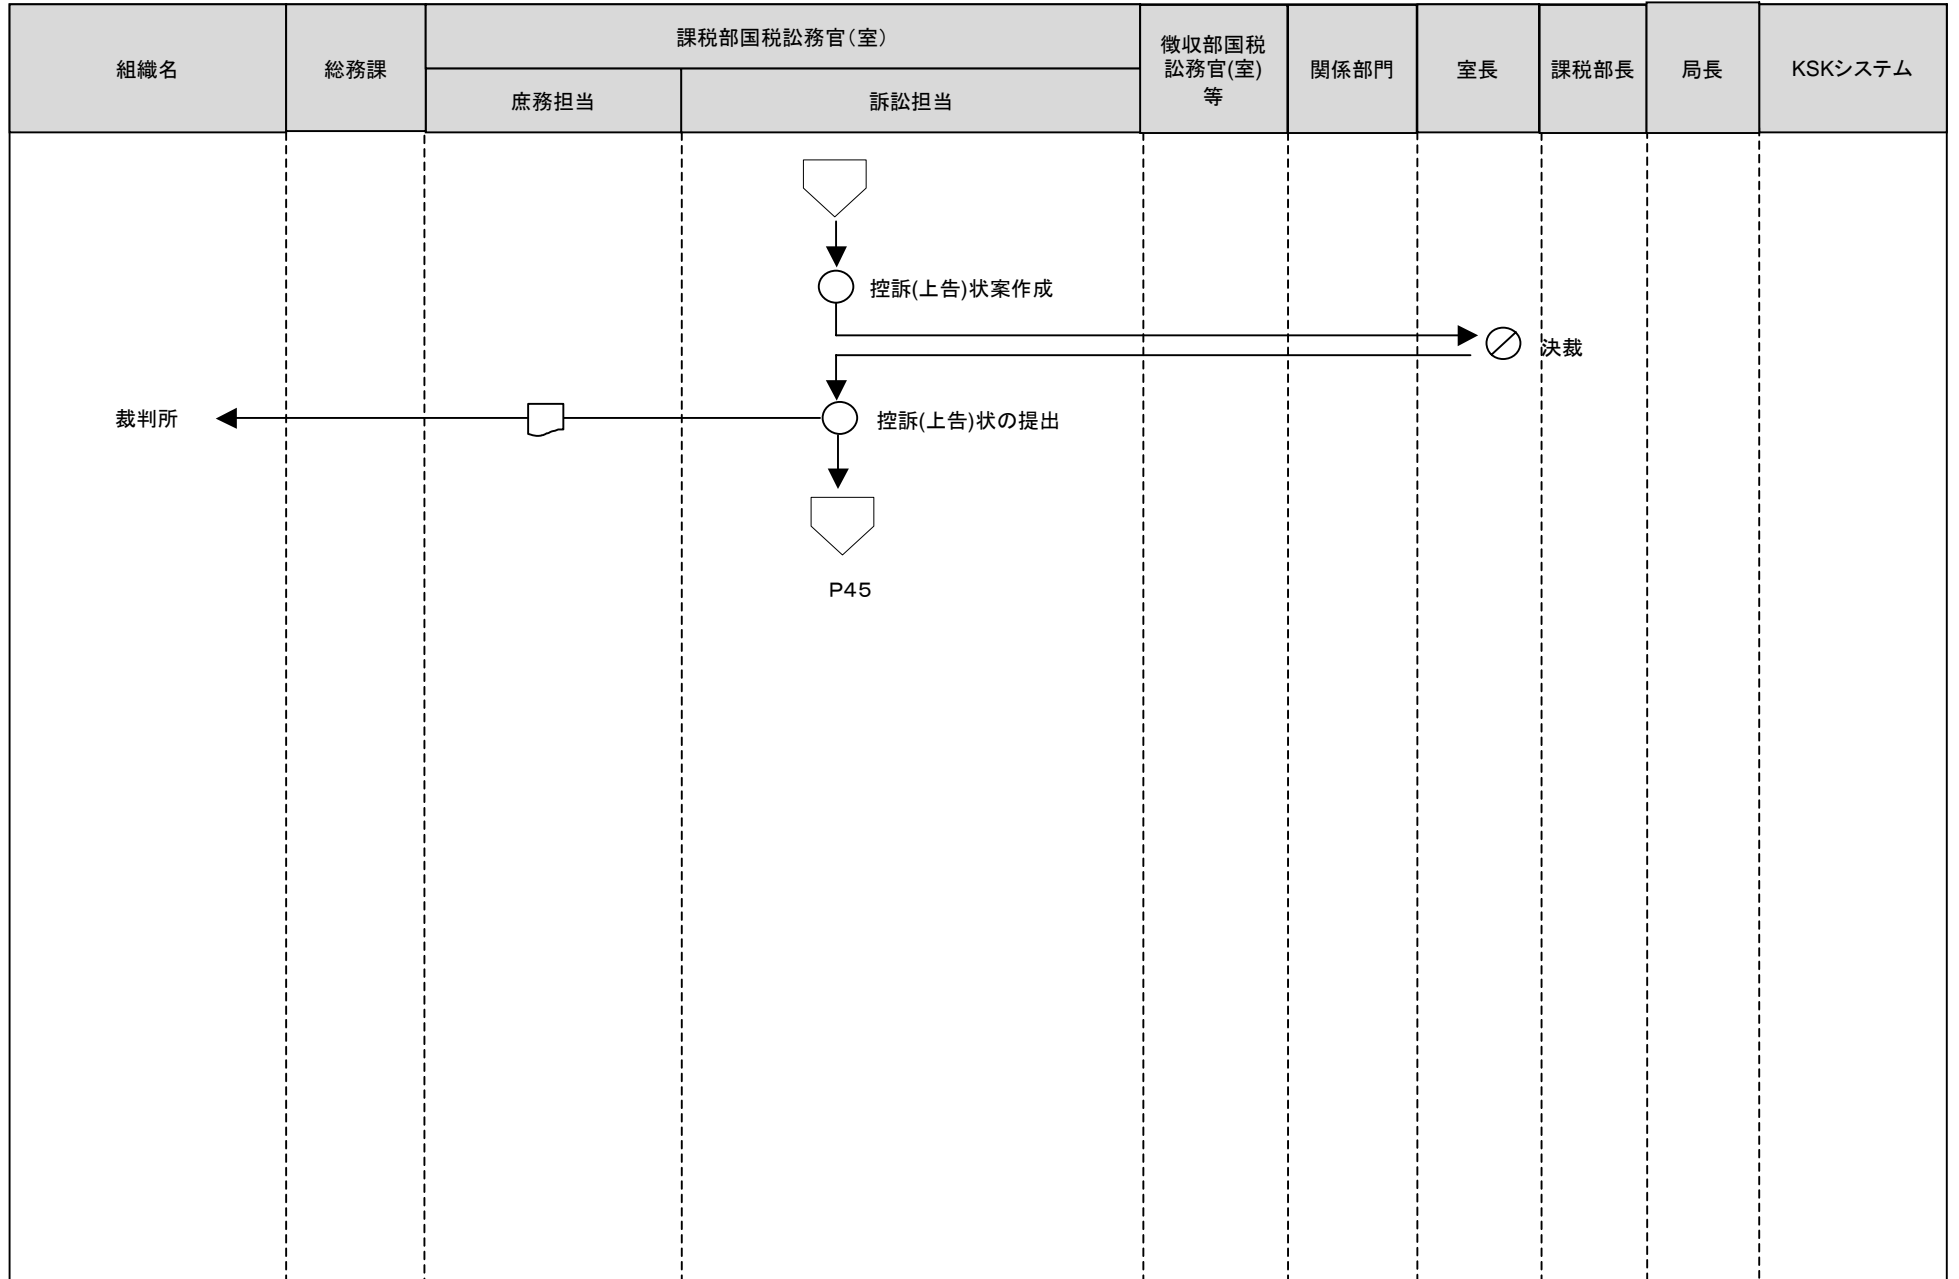 組織名
総務課
課税部国税訟務官(室)
庶務担当
訴訟担当
徴収部国税
訟務官(室)
等
関係部門
室長
課税部長
局長
KSKシステム
控訴(上告)状案作成
決裁
裁判所
控訴(上告)状の提出
P45